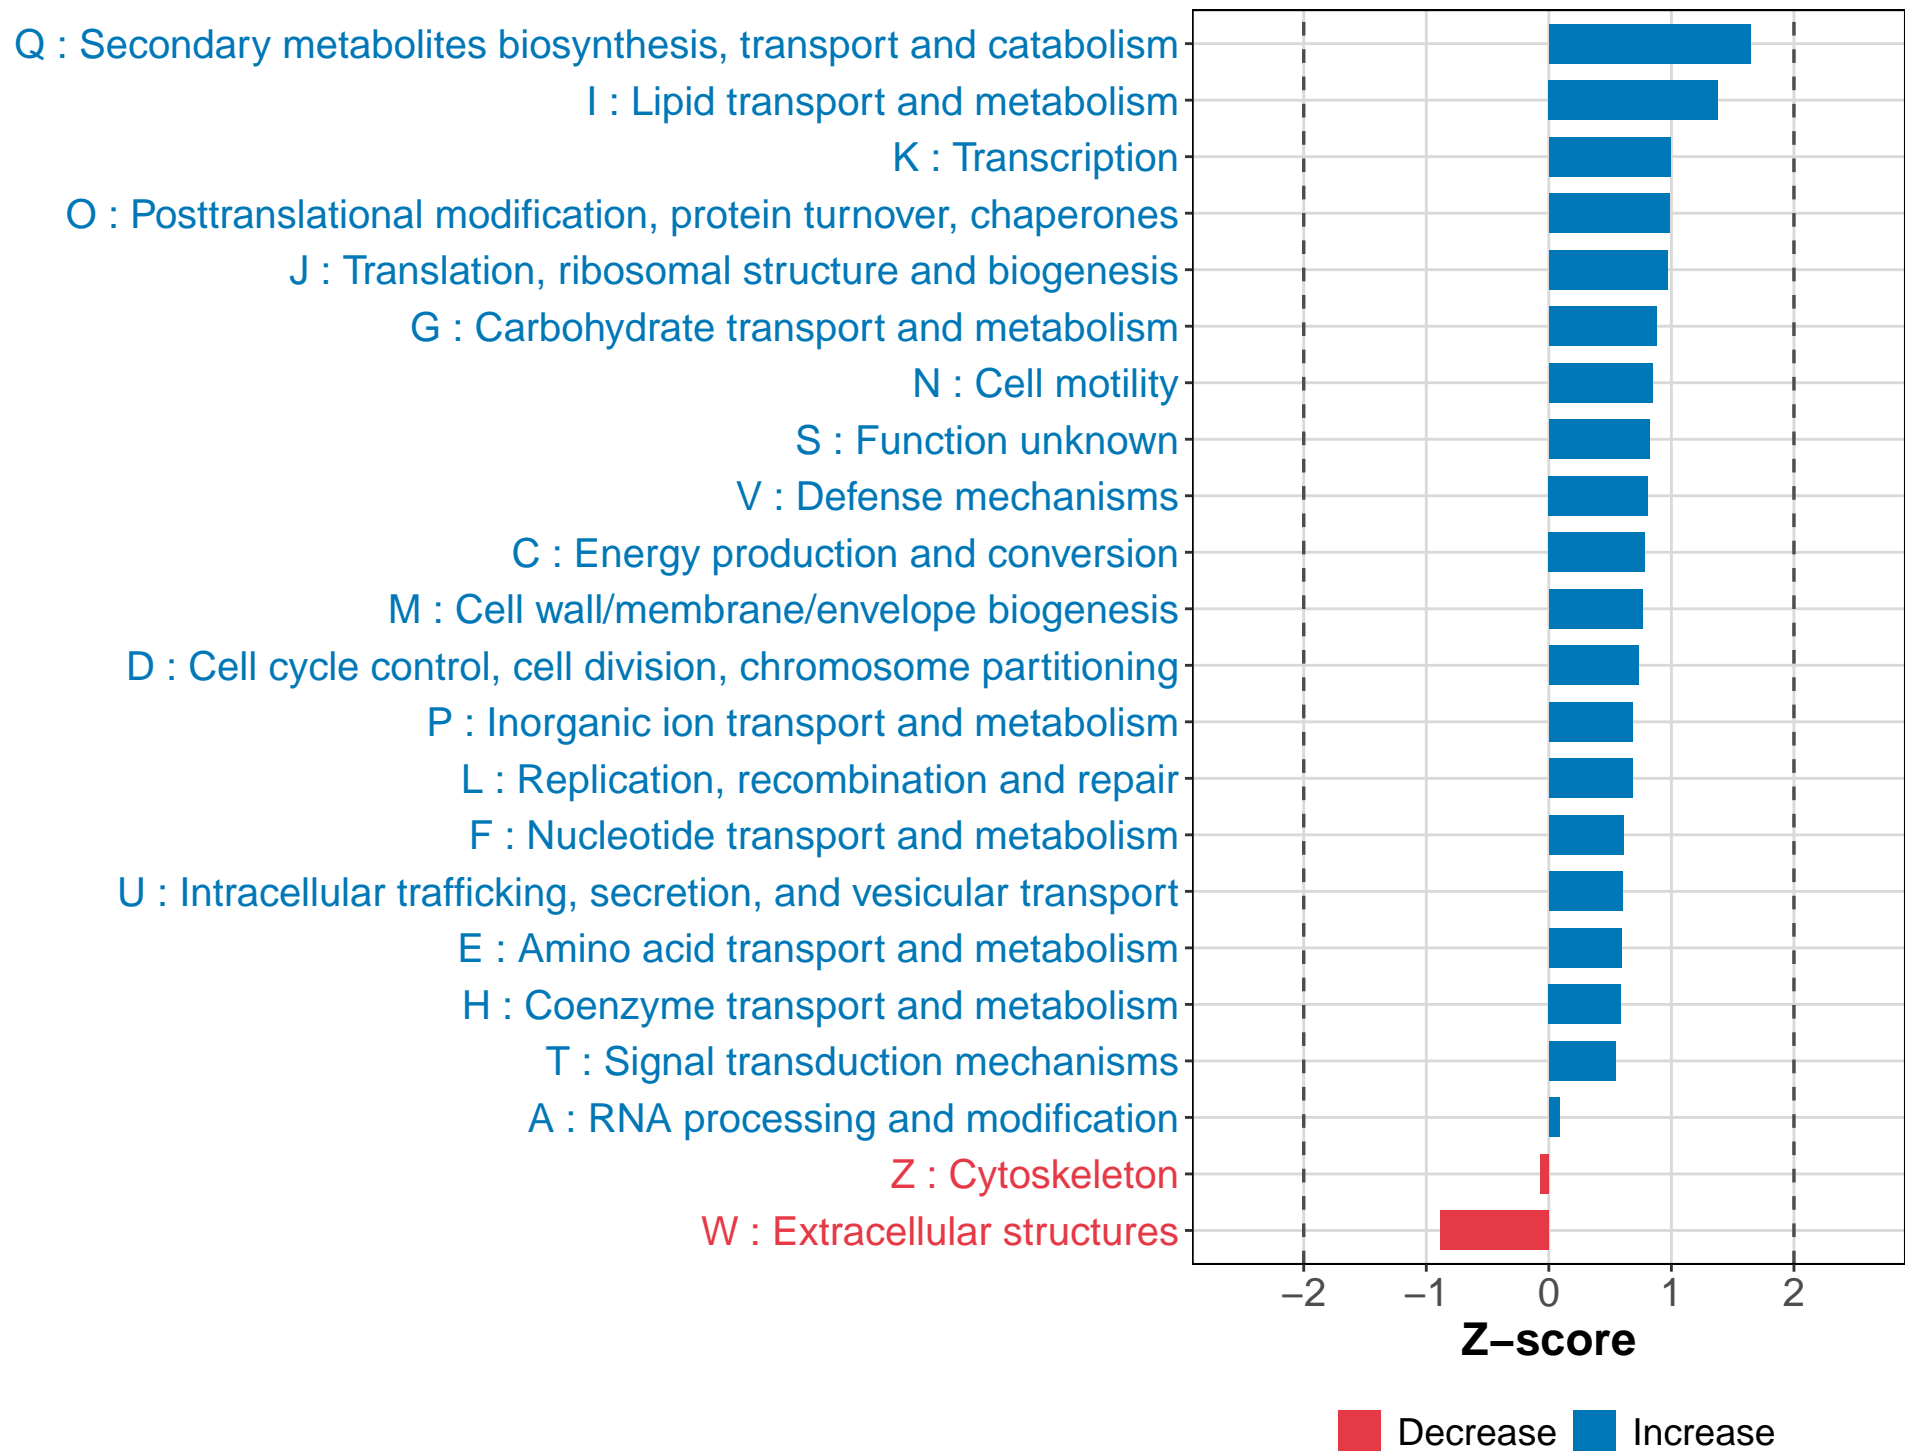 Q : Secondary metabolites biosynthesis, transport and catabolism
I : Lipid transport and metabolism
K : Transcription
O : Posttranslational modification, protein turnover, chaperones
J : Translation, ribosomal structure and biogenesis
G : Carbohydrate transport and metabolism
N : Cell motility
S : Function unknown
V : Defense mechanisms
C : Energy production and conversion
M : Cell wall/membrane/envelope biogenesis
D : Cell cycle control, cell division, chromosome partitioning
P : Inorganic ion transport and metabolism
L : Replication, recombination and repair
F : Nucleotide transport and metabolism
U : Intracellular trafficking, secretion, and vesicular transport
E : Amino acid transport and metabolism
H : Coenzyme transport and metabolism
T : Signal transduction mechanisms
A : RNA processing and modification
Z : Cytoskeleton
W : Extracellular structures
−2 −1 0 1 2
Z−score
Decrease Increase